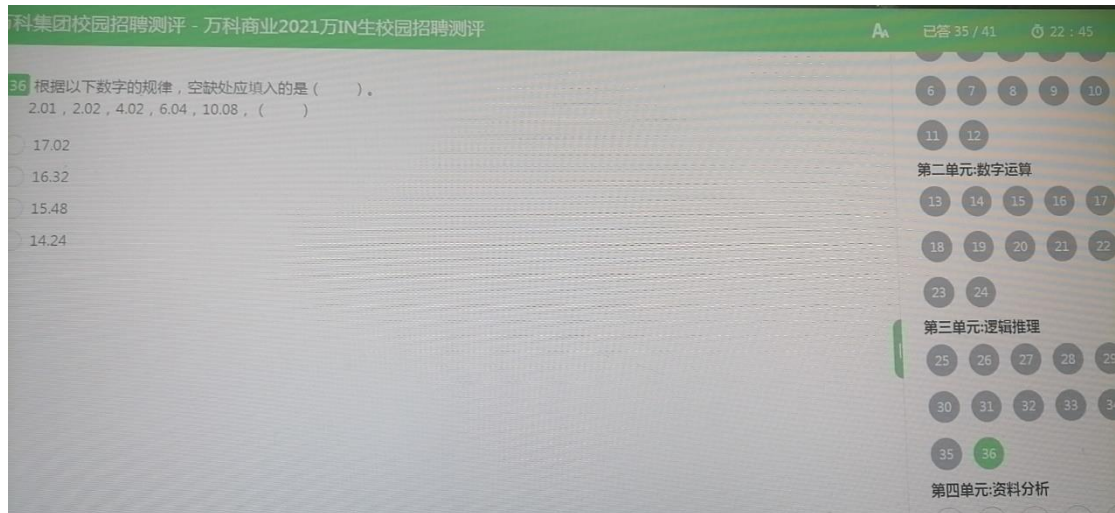 科集团校园招聘测评 - 万科商业2021万IN生校园招聘测评
已答 35 / 41
22 : 45
36 根据以下数字的规律，空缺处应填入的是（ ）。
2.01，2.02，4.02，6.04，10.08，（ ）
17.02
16.32
15.48
14.24
6 7 8 9 10
11 12
第二单元:数字运算
13 14 15 16 17
18 19 20 21 22
23 24
第三单元:逻辑推理
25 26 27 28 29
30 31 32 33
35 36
第四单元:资料分析